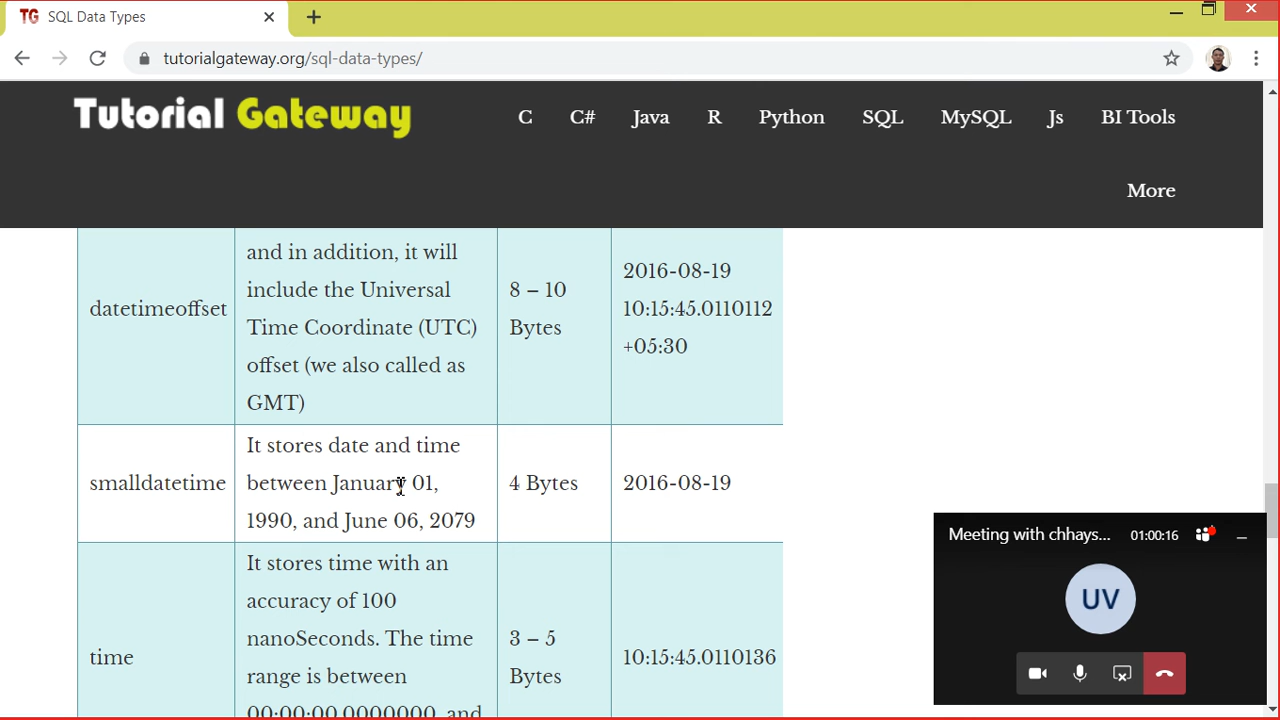 SQL Data Types
tutorialgateway.org/sql-data-types/
Tutorial Gateway
C C# Java R Python SQL MySQL Js BI Tools
More
datetimeoffset
and in addition, it will
include the Universal
Time Coordinate (UTC)
offset (we also called as
GMT)
8 – 10
Bytes
2016-08-19
10:15:45.0110112
+05:30
smalldatetime
It stores date and time
between January 01,
1990, and June 06, 2079
4 Bytes
2016-08-19
time
It stores time with an
accuracy of 100
nanoSeconds. The time
range is between
00:00:00.0000000, and
3 – 5
Bytes
10:15:45.0110136
Meeting with chhays... 01:00:16
UV